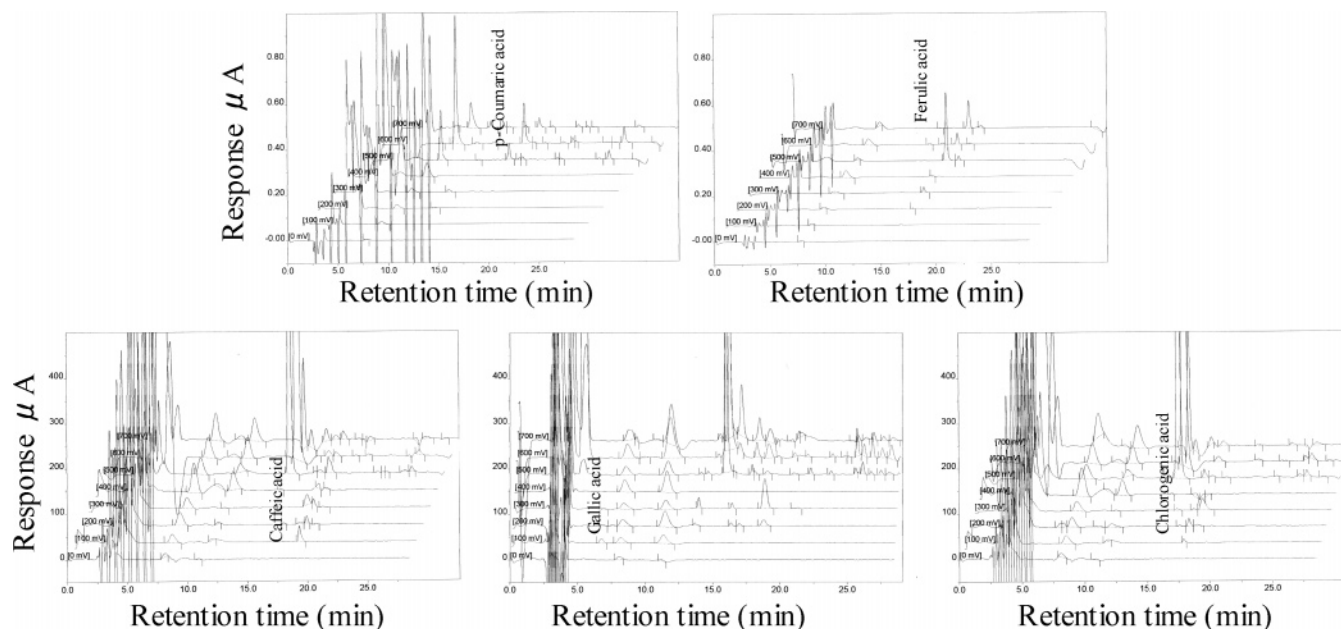 Response μ A
0.80
0.60
0.40
0.20
-0.00
[700 mV]
[600 mV]
[500 mV]
[400 mV]
[300 mV]
[200 mV]
[100 mV]
[0 mV]
p-Coumaric acid
0.0 5.0 10.0 15.0 20.0 25.0
Retention time (min)
0.80
0.60
0.40
0.20
-0.00
[700 mV]
[600 mV]
[500 mV]
[400 mV]
[300 mV]
[200 mV]
[100 mV]
[0 mV]
Ferulic acid
0.0 5.0 10.0 15.0 20.0 25.0
Retention time (min)
Response μ A
400
300
200
100
0
[700 mV]
[600 mV]
[500 mV]
[400 mV]
[300 mV]
[200 mV]
[100 mV]
[0 mV]
Caffeic acid
0.0 5.0 10.0 15.0 20.0 25.0
Retention time (min)
400
300
200
100
0
[700 mV]
[600 mV]
[500 mV]
[400 mV]
[300 mV]
[200 mV]
[100 mV]
[0 mV]
Gallic acid
0.0 5.0 10.0 15.0 20.0 25.0
Retention time (min)
400
300
200
100
0
[700 mV]
[600 mV]
[500 mV]
[400 mV]
[300 mV]
[200 mV]
[100 mV]
[0 mV]
Chlorogenic acid
0.0 5.0 10.0 15.0 20.0 25.0
Retention time (min)